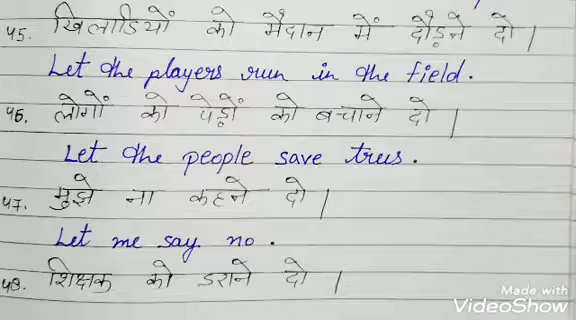 45. खिलाडियों को मैदान में दौड़ने दो |
Let the players run in the field.
46. लोगों को पेड़ों को बचाने दो |
Let the people save trees.
47. मुझे ना कहने दो |
Let me say no.
48. शिक्षक को डराने दो |
Made with
VideoShow